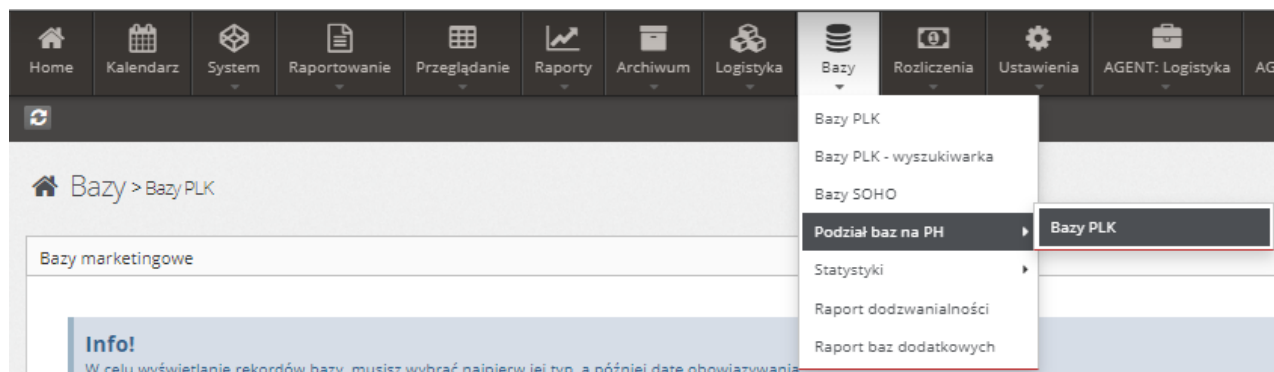 Home Kalendarz System Raportowanie Przeglądanie Raporty Archiwum Logistyka Bazy Rozliczenia Ustawienia AGENT: Logistyka AG
Bazy PLK
Bazy PLK - wyszukiwarka
Bazy > Bazy PLK
Bazy SOHO
Podział baz na PH Bazy PLK
Bazy marketingowe
Statystyki
Raport dodzwanialności
Info!
Raport baz dodatkowych
W celu wyświetlanie rekordów bazy, musisz wybrać najpierw jej typ, a później datę obowiązywania